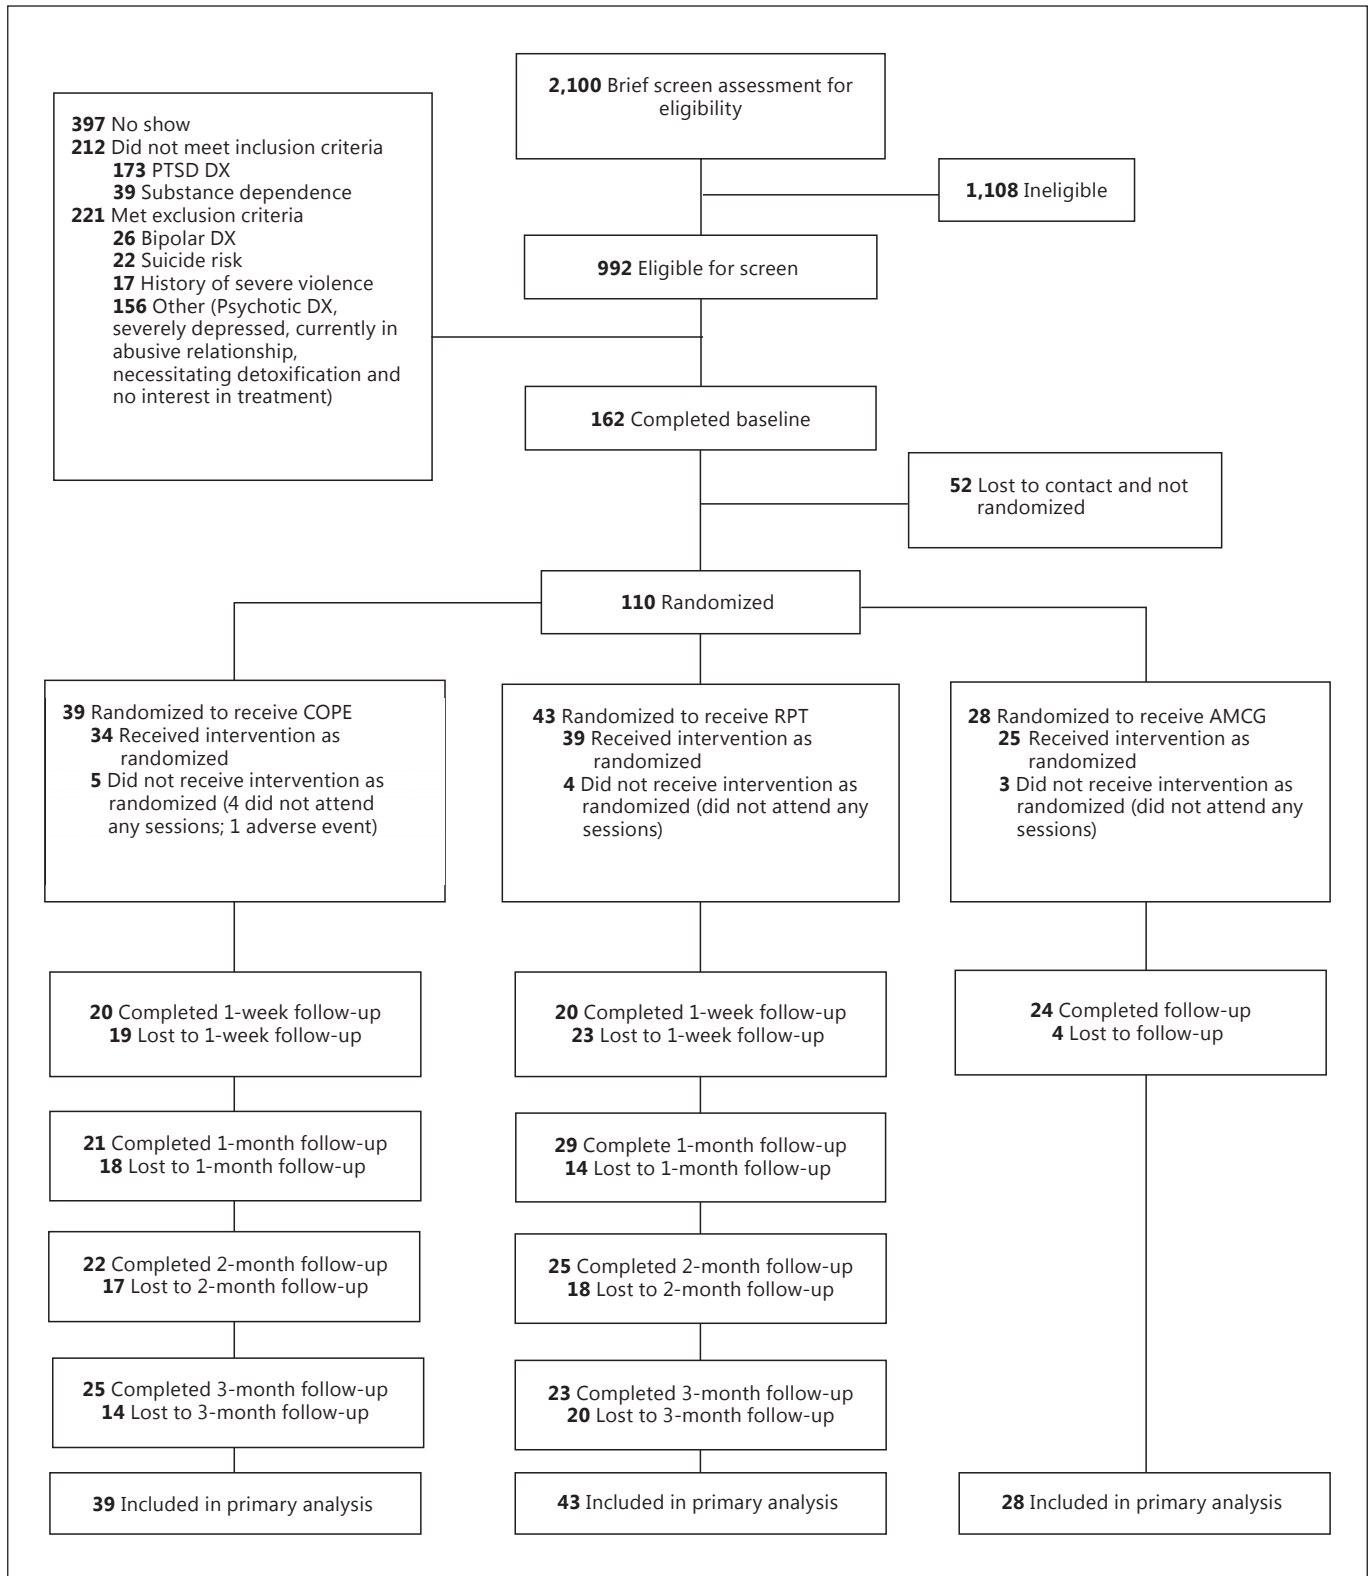 2,100 Brief screen assessment for
eligibility
397 No show
212 Did not meet inclusion criteria
173 PTSD DX
39 Substance dependence
221 Met exclusion criteria
26 Bipolar DX
22 Suicide risk
17 History of severe violence
156 Other (Psychotic DX,
severely depressed, currently in
abusive relationship,
necessitating detoxification and
no interest in treatment)
1,108 Ineligible
992 Eligible for screen
162 Completed baseline
52 Lost to contact and not
randomized
110 Randomized
39 Randomized to receive COPE
34 Received intervention as
randomized
5 Did not receive intervention as
randomized (4 did not attend
any sessions; 1 adverse event)
43 Randomized to receive RPT
39 Received intervention as
randomized
4 Did not receive intervention as
randomized (did not attend any
sessions)
28 Randomized to receive AMCG
25 Received intervention as
randomized
3 Did not receive intervention as
randomized (did not attend any
sessions)
20 Completed 1-week follow-up
19 Lost to 1-week follow-up
20 Completed 1-week follow-up
23 Lost to 1-week follow-up
24 Completed follow-up
4 Lost to follow-up
21 Completed 1-month follow-up
18 Lost to 1-month follow-up
29 Complete 1-month follow-up
14 Lost to 1-month follow-up
22 Completed 2-month follow-up
17 Lost to 2-month follow-up
25 Completed 2-month follow-up
18 Lost to 2-month follow-up
25 Completed 3-month follow-up
14 Lost to 3-month follow-up
23 Completed 3-month follow-up
20 Lost to 3-month follow-up
39 Included in primary analysis
43 Included in primary analysis
28 Included in primary analysis